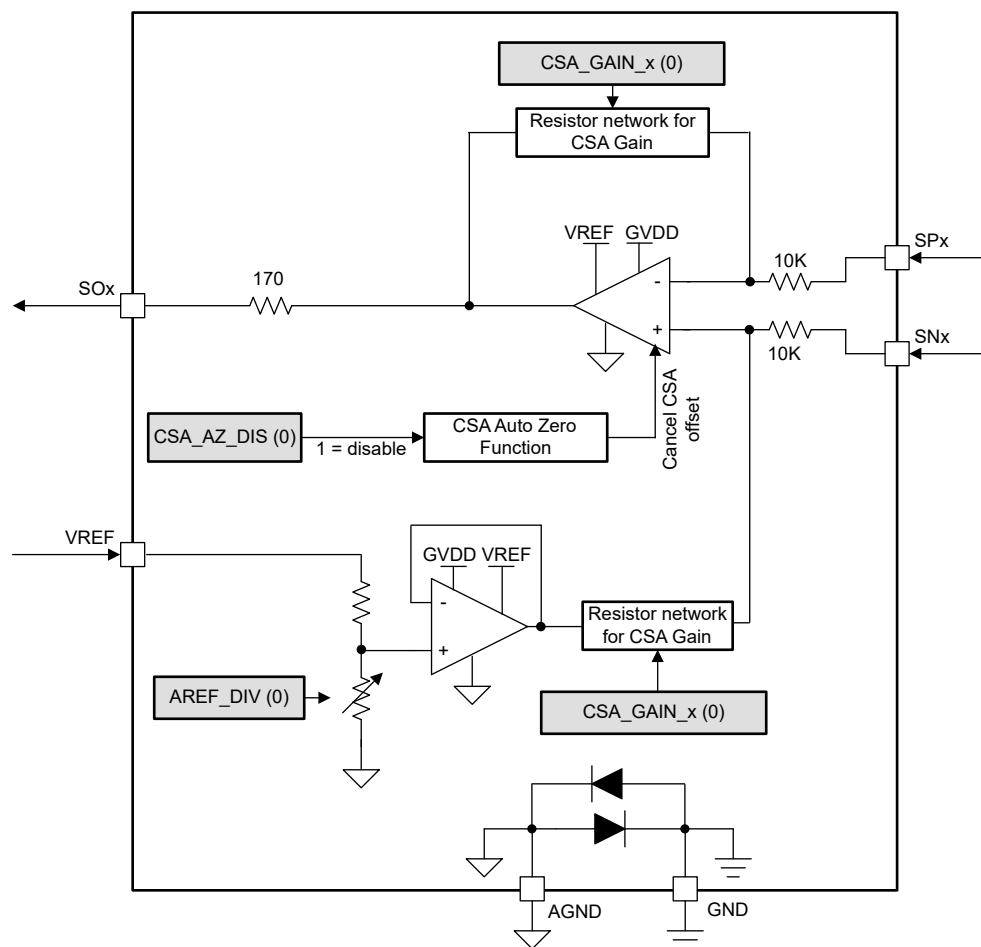 CSA_GAIN_x (0)
Resistor network for
CSA Gain
VREF
GVDD
SPx
10K
-
SOx
170
+
SNx
10K
Cancel CSA
offset
CSA_AZ_DIS (0)
1 = disable
CSA Auto Zero
Function
VREF
GVDD
VREF
-
+
Resistor network
for CSA Gain
AREF_DIV (0)
CSA_GAIN_x (0)
AGND
GND